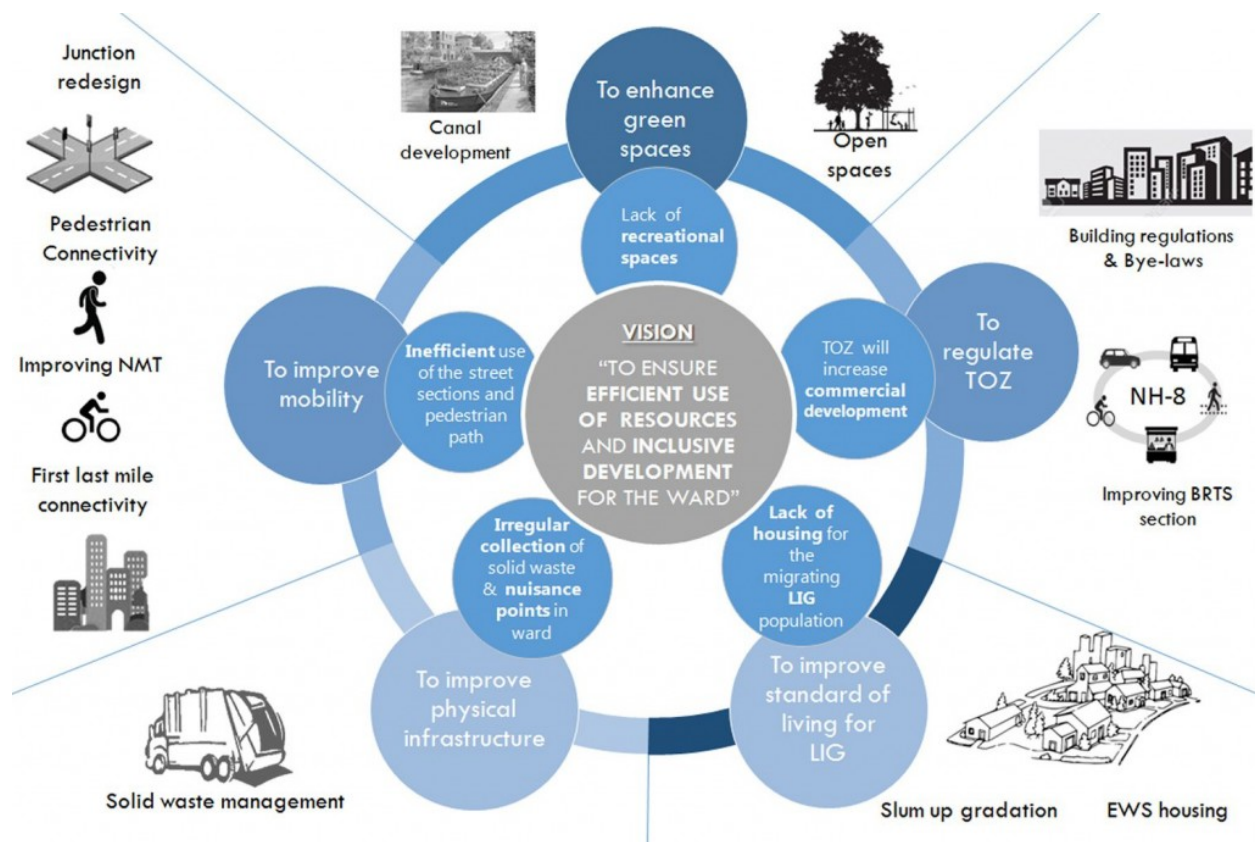 Junction
redesign
Pedestrian
Connectivity
Improving NMT
First last mile
connectivity
Canal
development
To enhance
green
spaces
Open
spaces
Lack of
recreational
spaces
Building regulations
& Bye-laws
To
regulate
TOZ
TOZ will
increase
commercial
development
NH-8
Improving BRTS
section
To improve
mobility
Inefficient use
of the street
sections and
pedestrian
path
VISION
"TO ENSURE
EFFICIENT USE
OF RESOURCES
AND INCLUSIVE
DEVELOPMENT
FOR THE WARD"
Irregular
collection of
solid waste
& nuisance
points in
ward
Lack of
housing for
the
migrating
LIG
population
To improve
physical
infrastructure
To improve
standard of
living for
LIG
Solid waste management
Slum up gradation
EWS housing